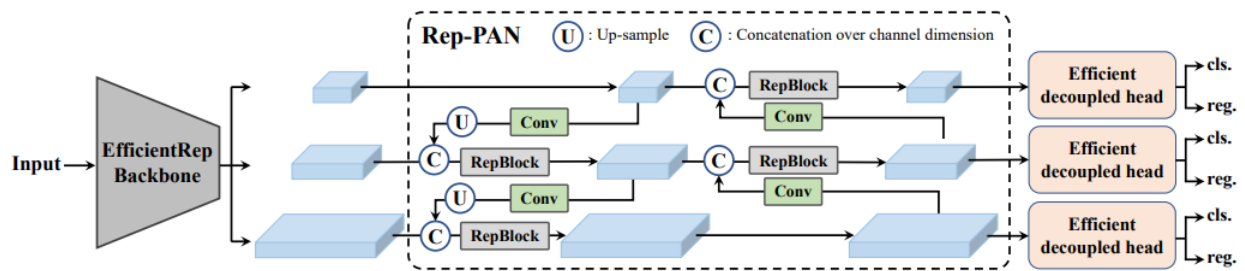 Rep-PAN
U : Up-sample
C : Concatenation over channel dimension
Input
EfficientRep
Backbone
C
RepBlock
Conv
Efficient
decoupled head
cls.
reg.
U
Conv
C
RepBlock
C
RepBlock
Conv
Efficient
decoupled head
cls.
reg.
U
Conv
C
RepBlock
Efficient
decoupled head
cls.
reg.